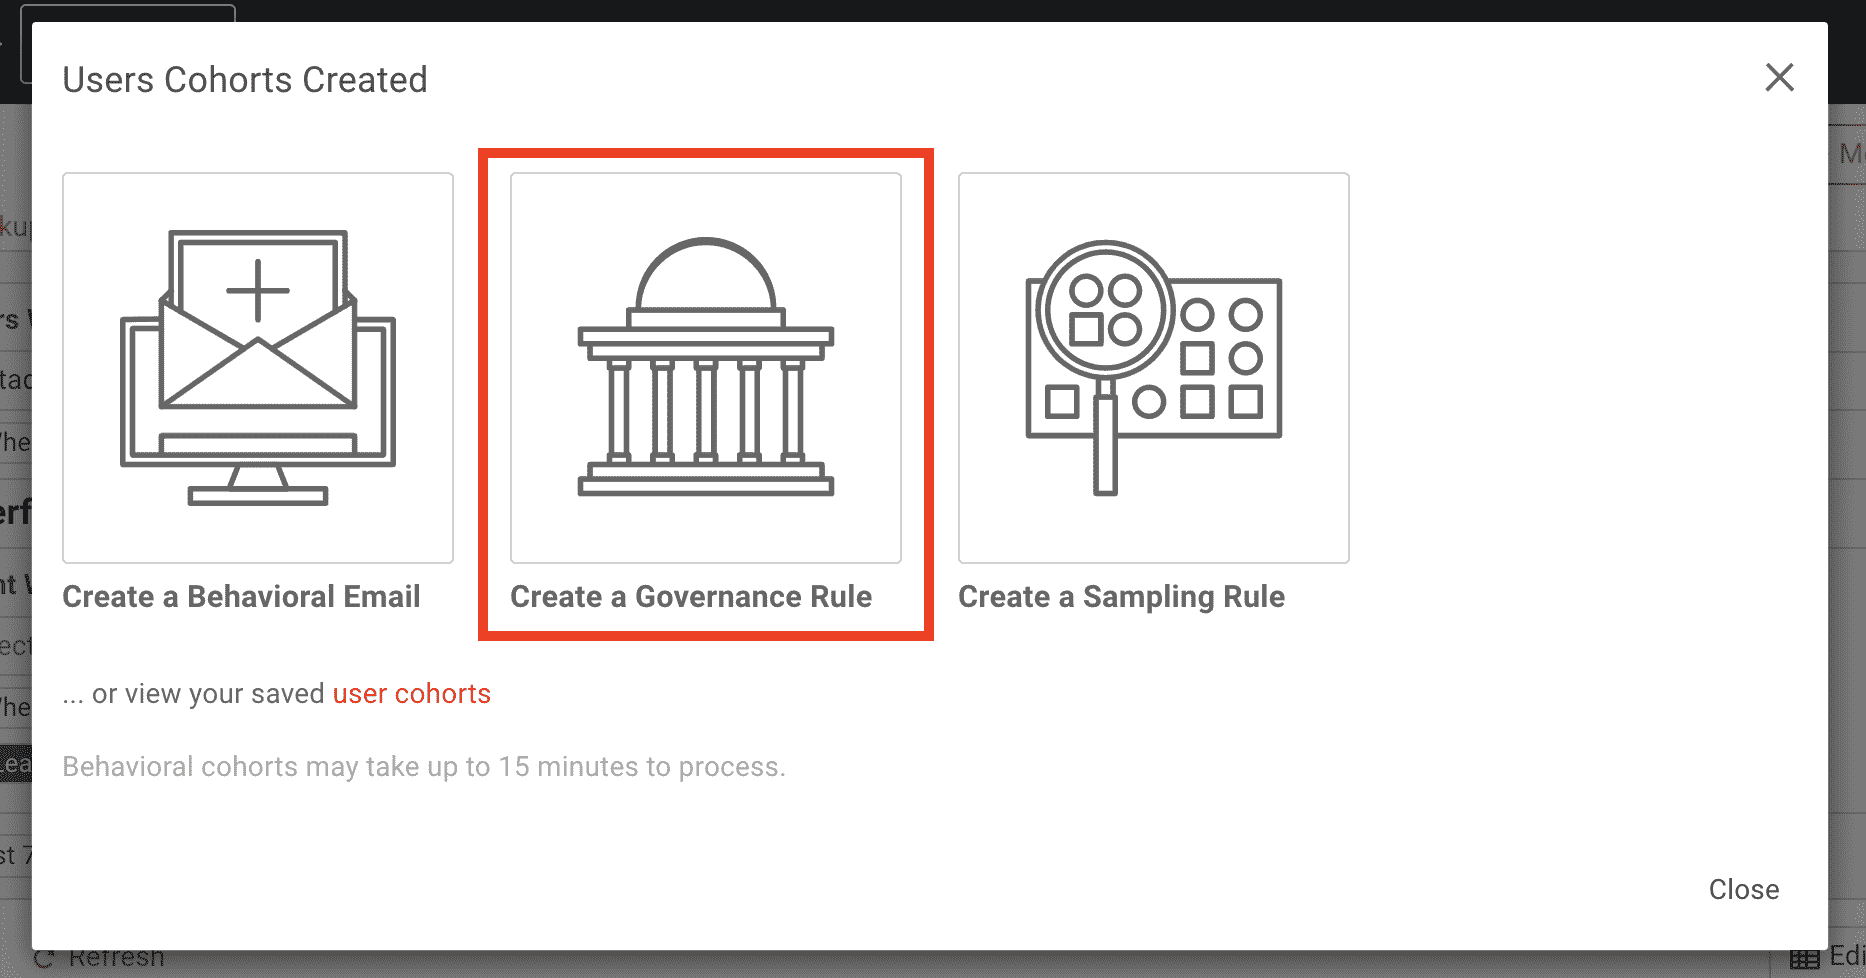 Users Cohorts Created
Create a Behavioral Email
Create a Governance Rule
Create a Sampling Rule
... or view your saved user cohorts
Behavioral cohorts may take up to 15 minutes to process.
Close
Refresh